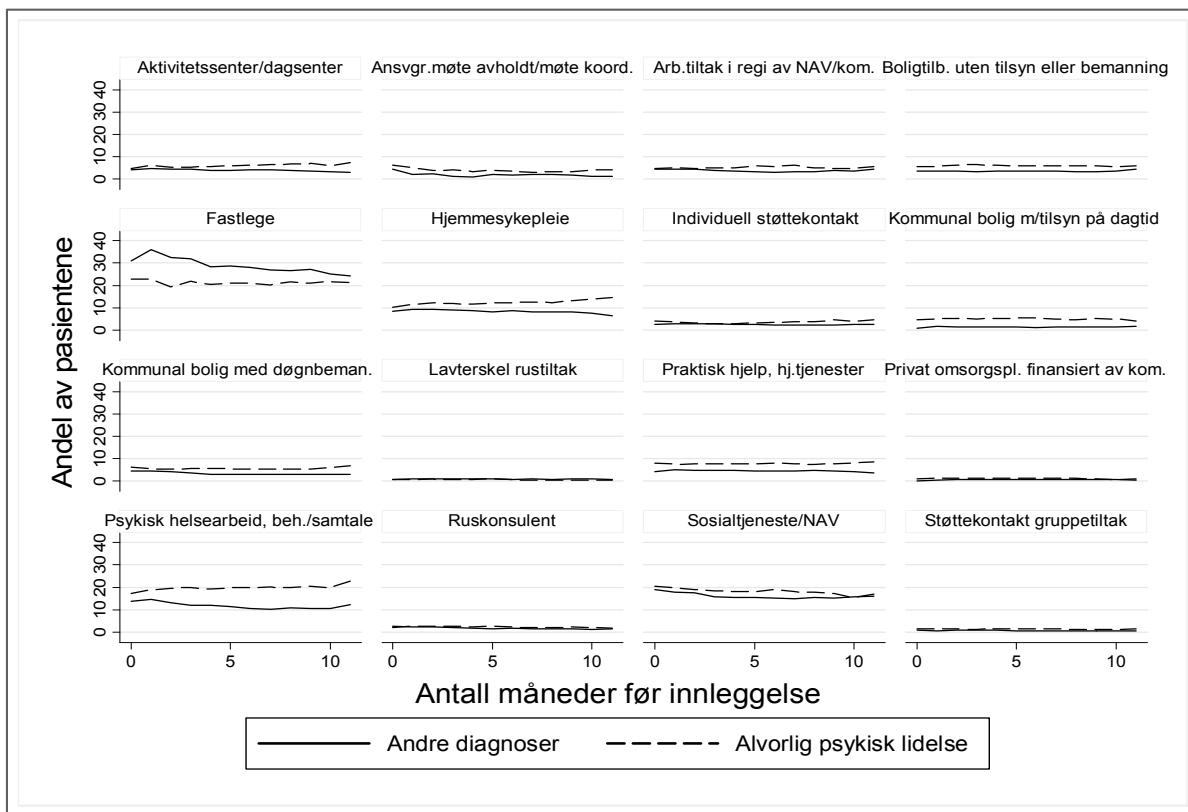 Andel av pasientene
Aktivitetssenter/dagsenter
Ansvgr.møte avholdt/møte koord.
Arb.tiltak i regi av NAV/kom.
Boligtilb. uten tilsyn eller bemanning
0 10 20 30 40
Fastlege
Hjemmesykepleie
Individuell støttekontakt
Kommunal bolig m/tilsyn på dagtid
0 10 20 30 40
Kommunal bolig med døgnbeman.
Lavterskel rustiltak
Praktisk hjelp, hj.tjenester
Privat omsorgspl. finansiert av kom.
0 10 20 30 40
Psykisk helsearbeid, beh./samtale
Ruskonsulent
Sosialtjeneste/NAV
Støttekontakt gruppetiltak
0 10 20 30 40
0 5 10
0 5 10
0 5 10
0 5 10
Antall måneder før innleggelse
Andre diagnoser
Alvorlig psykisk lidelse